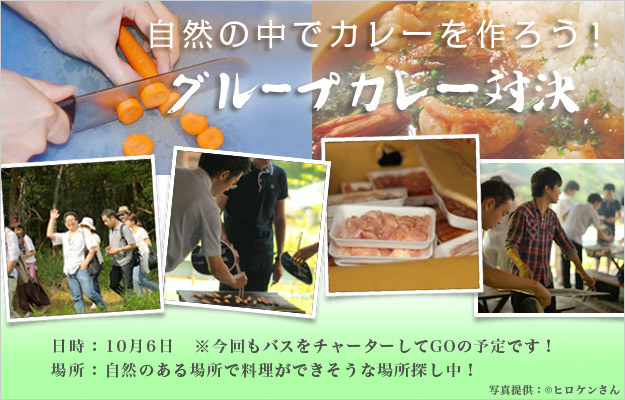 自然の中でカレーを作ろう！
グループカレー対決
日時：10月6日　※今回もバスをチャーターしてGOの予定です！
場所：自然のある場所で料理ができそうな場所探し中！
写真提供：©ヒロケンさん